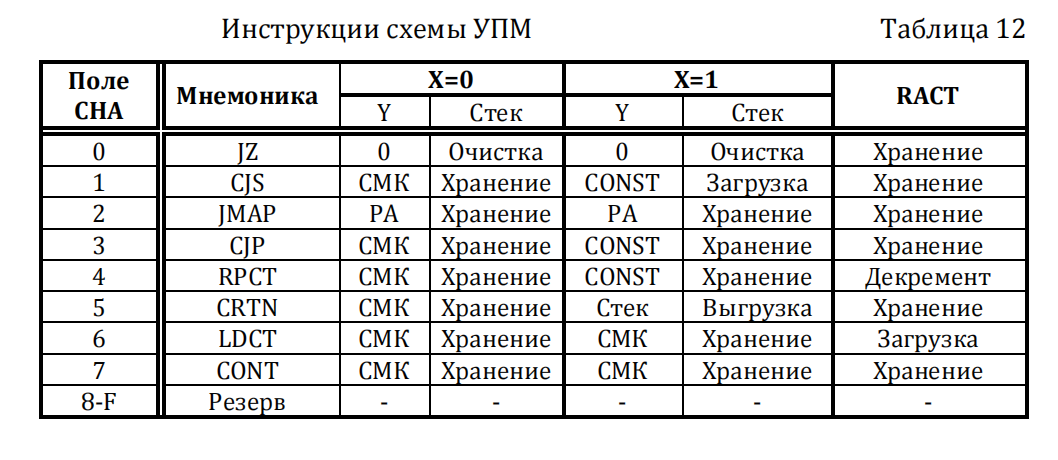 Инструкции схемы УПМ Таблица 12
Поле СНА Мнемоника X=0 X=1 RACT
Y Стек Y Стек
0 JZ 0 Очистка 0 Очистка Хранение
1 CJS СМК Хранение CONST Загрузка Хранение
2 JMAP РА Хранение РА Хранение Хранение
3 CJP СМК Хранение CONST Хранение Хранение
4 RPCT СМК Хранение CONST Хранение Декремент
5 CRTN СМК Хранение Стек Выгрузка Хранение
6 LDCT СМК Хранение СМК Хранение Загрузка
7 CONT СМК Хранение СМК Хранение Хранение
8-F Резерв - - - - -